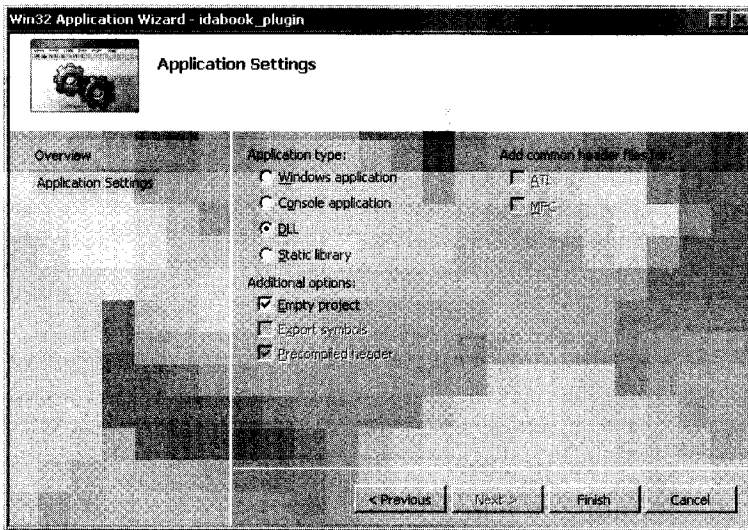 Win32 Application Wizard - idabook_plugin
Application Settings
Overview
Application Settings
Application type:
Windows application
Console application
DLL
Static library
Additional options:
Empty project
Export symbols
Precompiled header
Add common header files for:
ATL
MFC
< Previous
Next >
Finish
Cancel